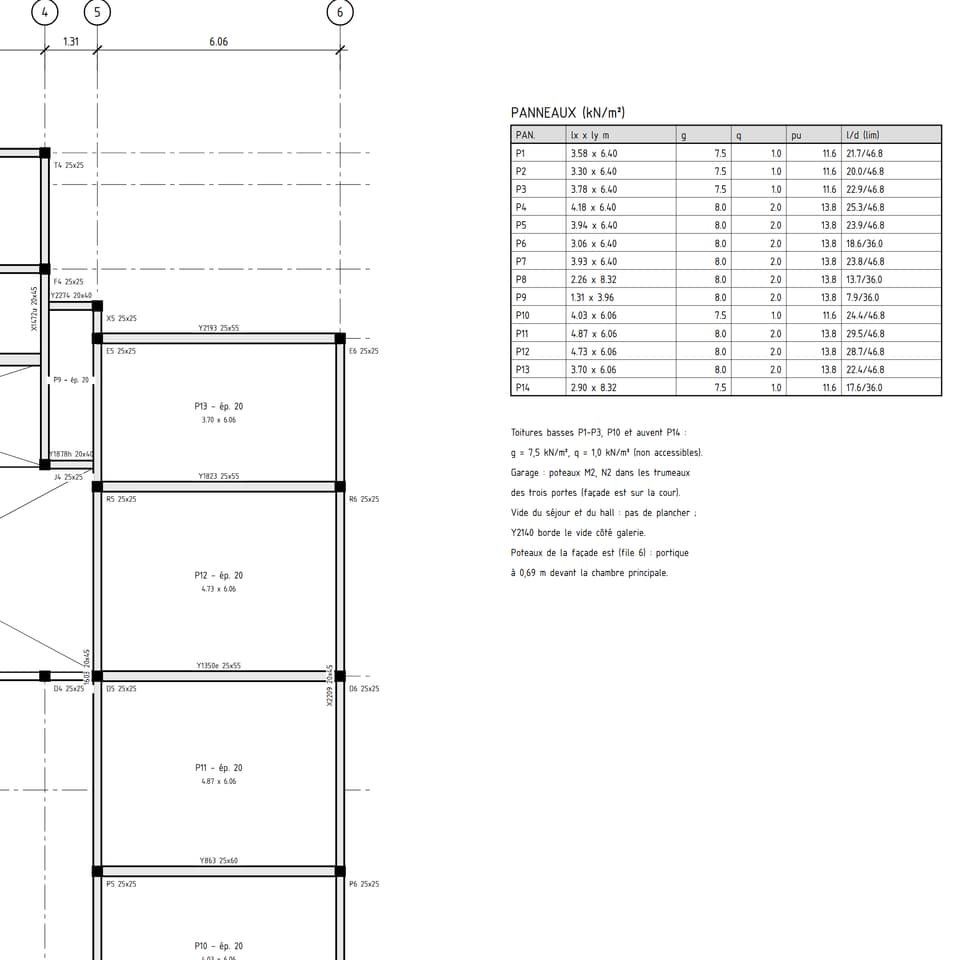 4 5 6
1.31 6.06
T4 25x25
F4 25x25
Y2274 20x40
X1472u 20x45
X5 25x25
Y2193 25x55
E5 25x25 E6 25x25
P9 - ép. 20
P13 - ép. 20
3.70 x 6.06
Y1878h 20x40
J4 25x25
Y1823 25x55
R5 25x25 R6 25x25
P12 - ép. 20
4.73 x 6.06
20x45
Y1350e 25x55
D4 25x25 D5 25x25 D6 25x25
X2209 20x45
P11 - ép. 20
4.87 x 6.06
Y863 25x60
P5 25x25 P6 25x25
P10 - ép. 20
4.03 x 6.06
PANNEAUX (kN/m²)
PAN. lx x ly m g q pu l/d (lim)
P1 3.58 x 6.40 7.5 1.0 11.6 21.7/46.8
P2 3.30 x 6.40 7.5 1.0 11.6 20.0/46.8
P3 3.78 x 6.40 7.5 1.0 11.6 22.9/46.8
P4 4.18 x 6.40 8.0 2.0 13.8 25.3/46.8
P5 3.94 x 6.40 8.0 2.0 13.8 23.9/46.8
P6 3.06 x 6.40 8.0 2.0 13.8 18.6/36.0
P7 3.93 x 6.40 8.0 2.0 13.8 23.8/46.8
P8 2.26 x 8.32 8.0 2.0 13.8 13.7/36.0
P9 1.31 x 3.96 8.0 2.0 13.8 7.9/36.0
P10 4.03 x 6.06 7.5 1.0 11.6 24.4/46.8
P11 4.87 x 6.06 8.0 2.0 13.8 29.5/46.8
P12 4.73 x 6.06 8.0 2.0 13.8 28.7/46.8
P13 3.70 x 6.06 8.0 2.0 13.8 22.4/46.8
P14 2.90 x 8.32 7.5 1.0 11.6 17.6/36.0
Toitures basses P1-P3, P10 et auvent P14 :
g = 7,5 kN/m², q = 1,0 kN/m² (non accessibles).
Garage : poteaux M2, N2 dans les trumeaux
des trois portes (façade est sur la cour).
Vide du séjour et du hall : pas de plancher ;
Y2140 borde le vide côté galerie.
Poteaux de la façade est (file 6) : portique
à 0,69 m devant la chambre principale.